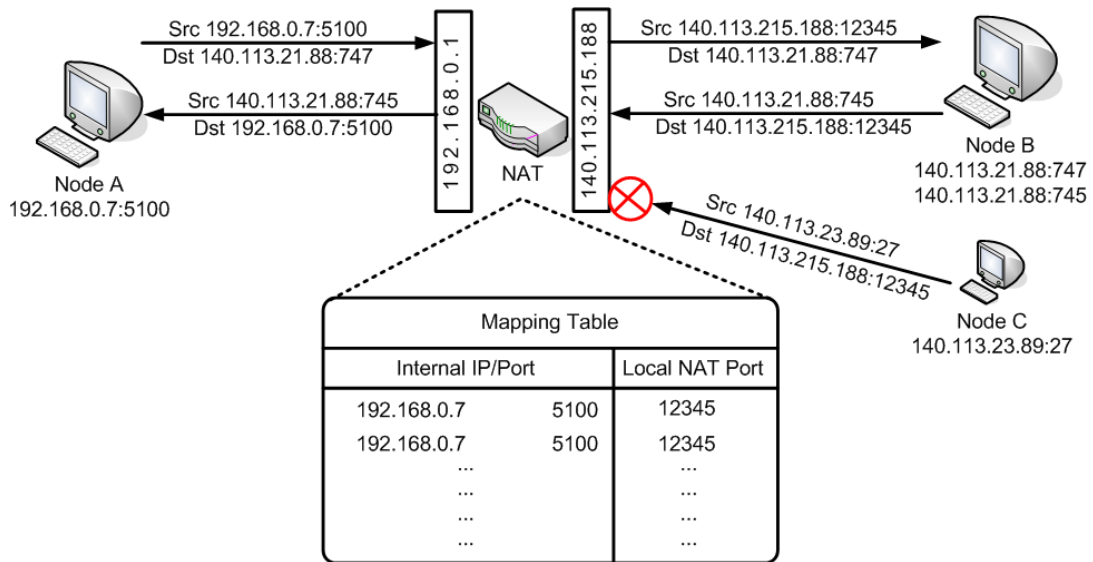 Src 192.168.0.7:5100
Dst 140.113.21.88:747
Src 140.113.21.88:745
Dst 192.168.0.7:5100
Node A
192.168.0.7:5100
192.168.0.1
NAT
140.113.215.188
Src 140.113.215.188:12345
Dst 140.113.21.88:747
Src 140.113.21.88:745
Dst 140.113.215.188:12345
Node B
140.113.21.88:747
140.113.21.88:745
Src 140.113.23.89:27
Dst 140.113.215.188:12345
Node C
140.113.23.89:27
Mapping Table
Internal IP/Port Local NAT Port
192.168.0.7 5100 12345
192.168.0.7 5100 12345
... ...
... ...
... ...
... ...